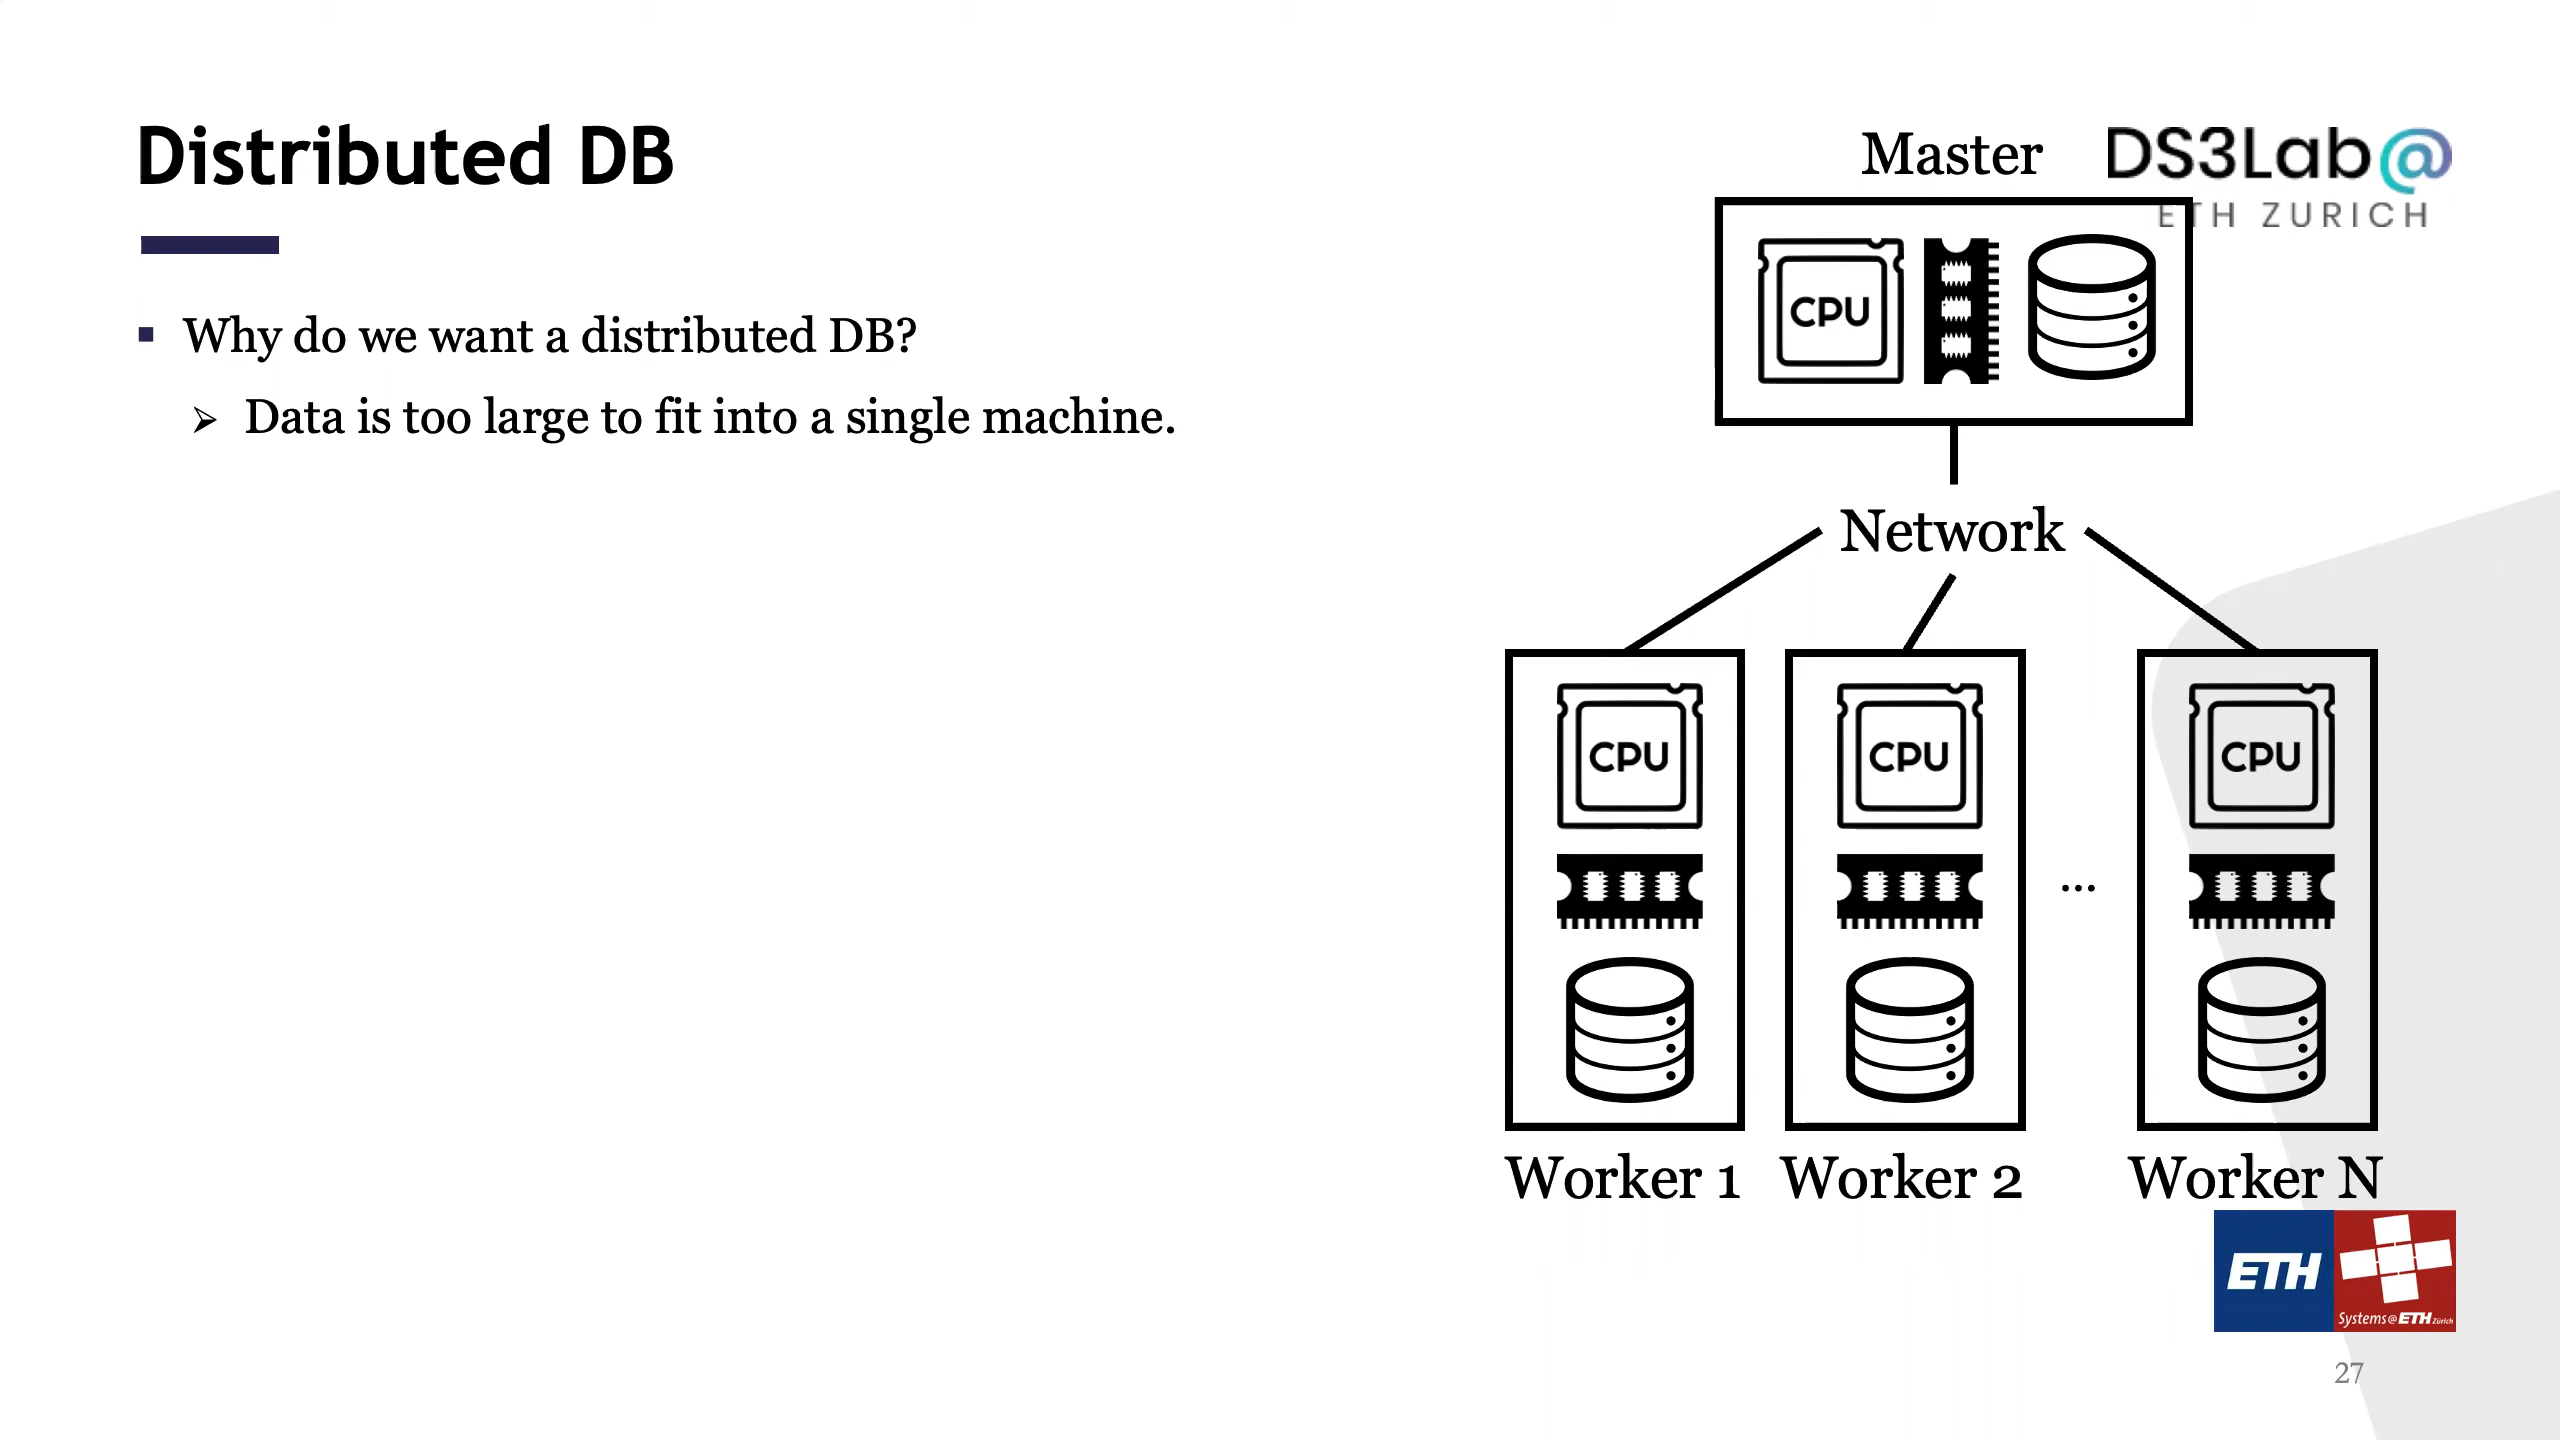 Distributed DB
Master
DS3Lab@
ETH ZURICH
▪ Why do we want a distributed DB?
➢ Data is too large to fit into a single machine.
CPU
Network
CPU
CPU
CPU
...
Worker 1
Worker 2
Worker N
ETH
Systems@ETH Zürich
27